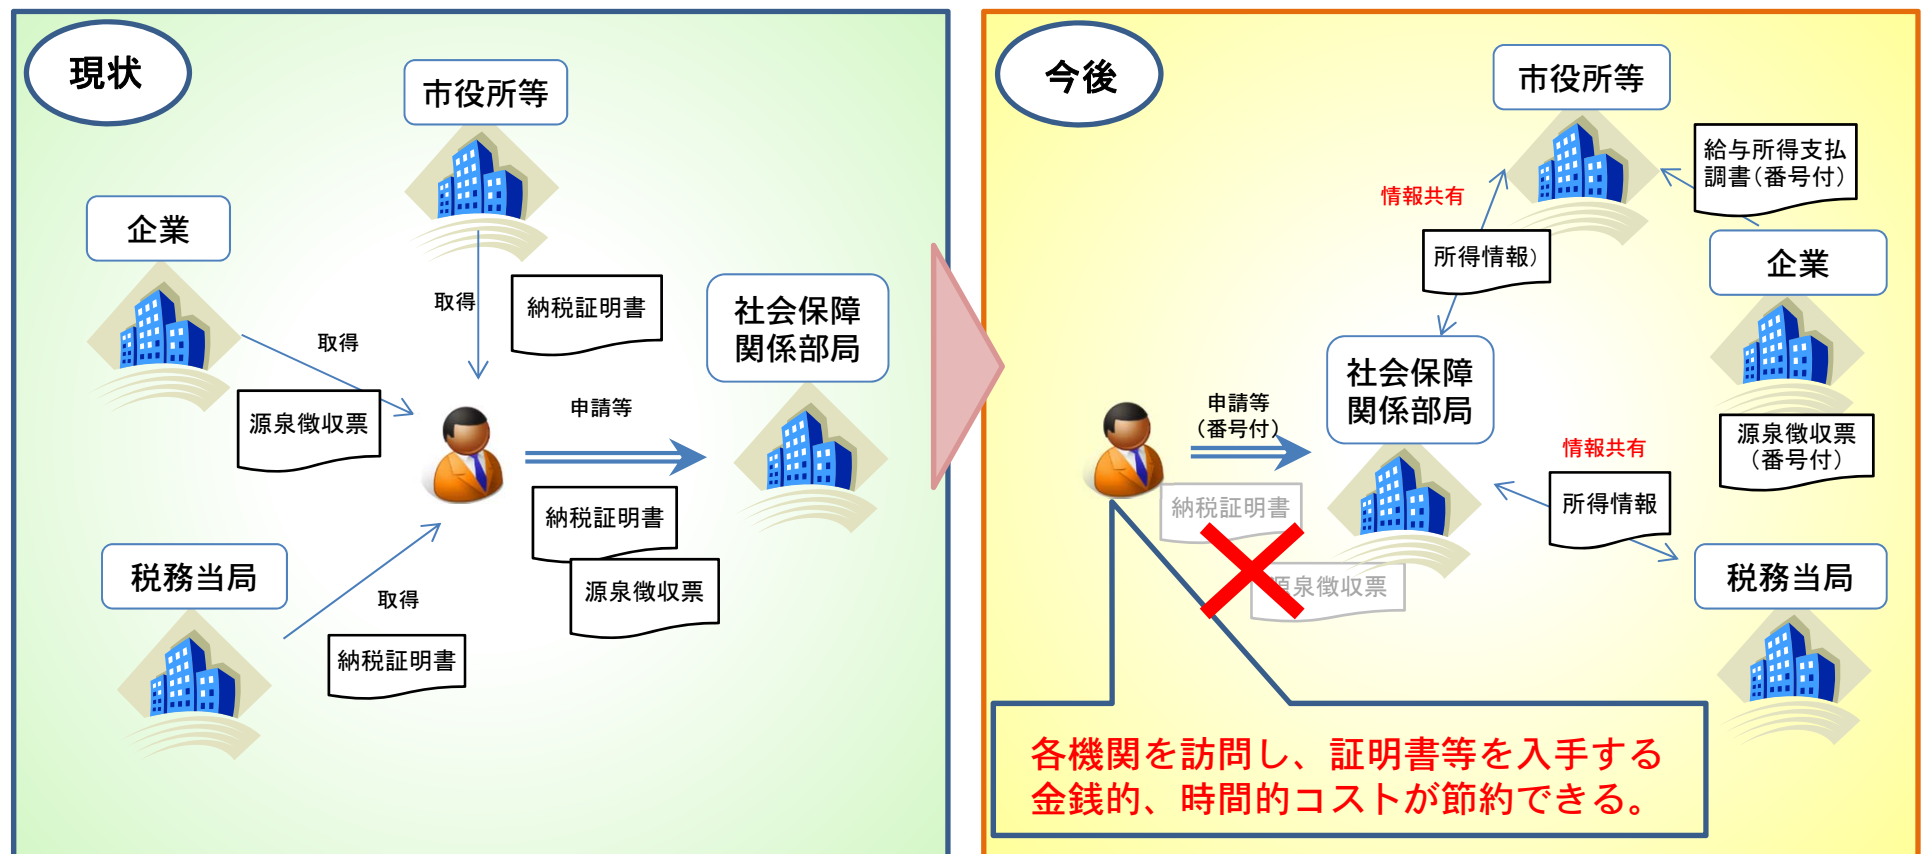 現状
市役所等
企業
取得
納税証明書
取得
源泉徴収票
社会保障
関係部局
申請等
納税証明書
源泉徴収票
税務当局
取得
納税証明書
今後
市役所等
給与所得支払
調書(番号付)
情報共有
所得情報)
企業
源泉徴収票
(番号付)
社会保障
関係部局
申請等
(番号付)
納税証明書
源泉徴収票
情報共有
所得情報
税務当局
各機関を訪問し、証明書等を入手する
金銭的、時間的コストが節約できる。